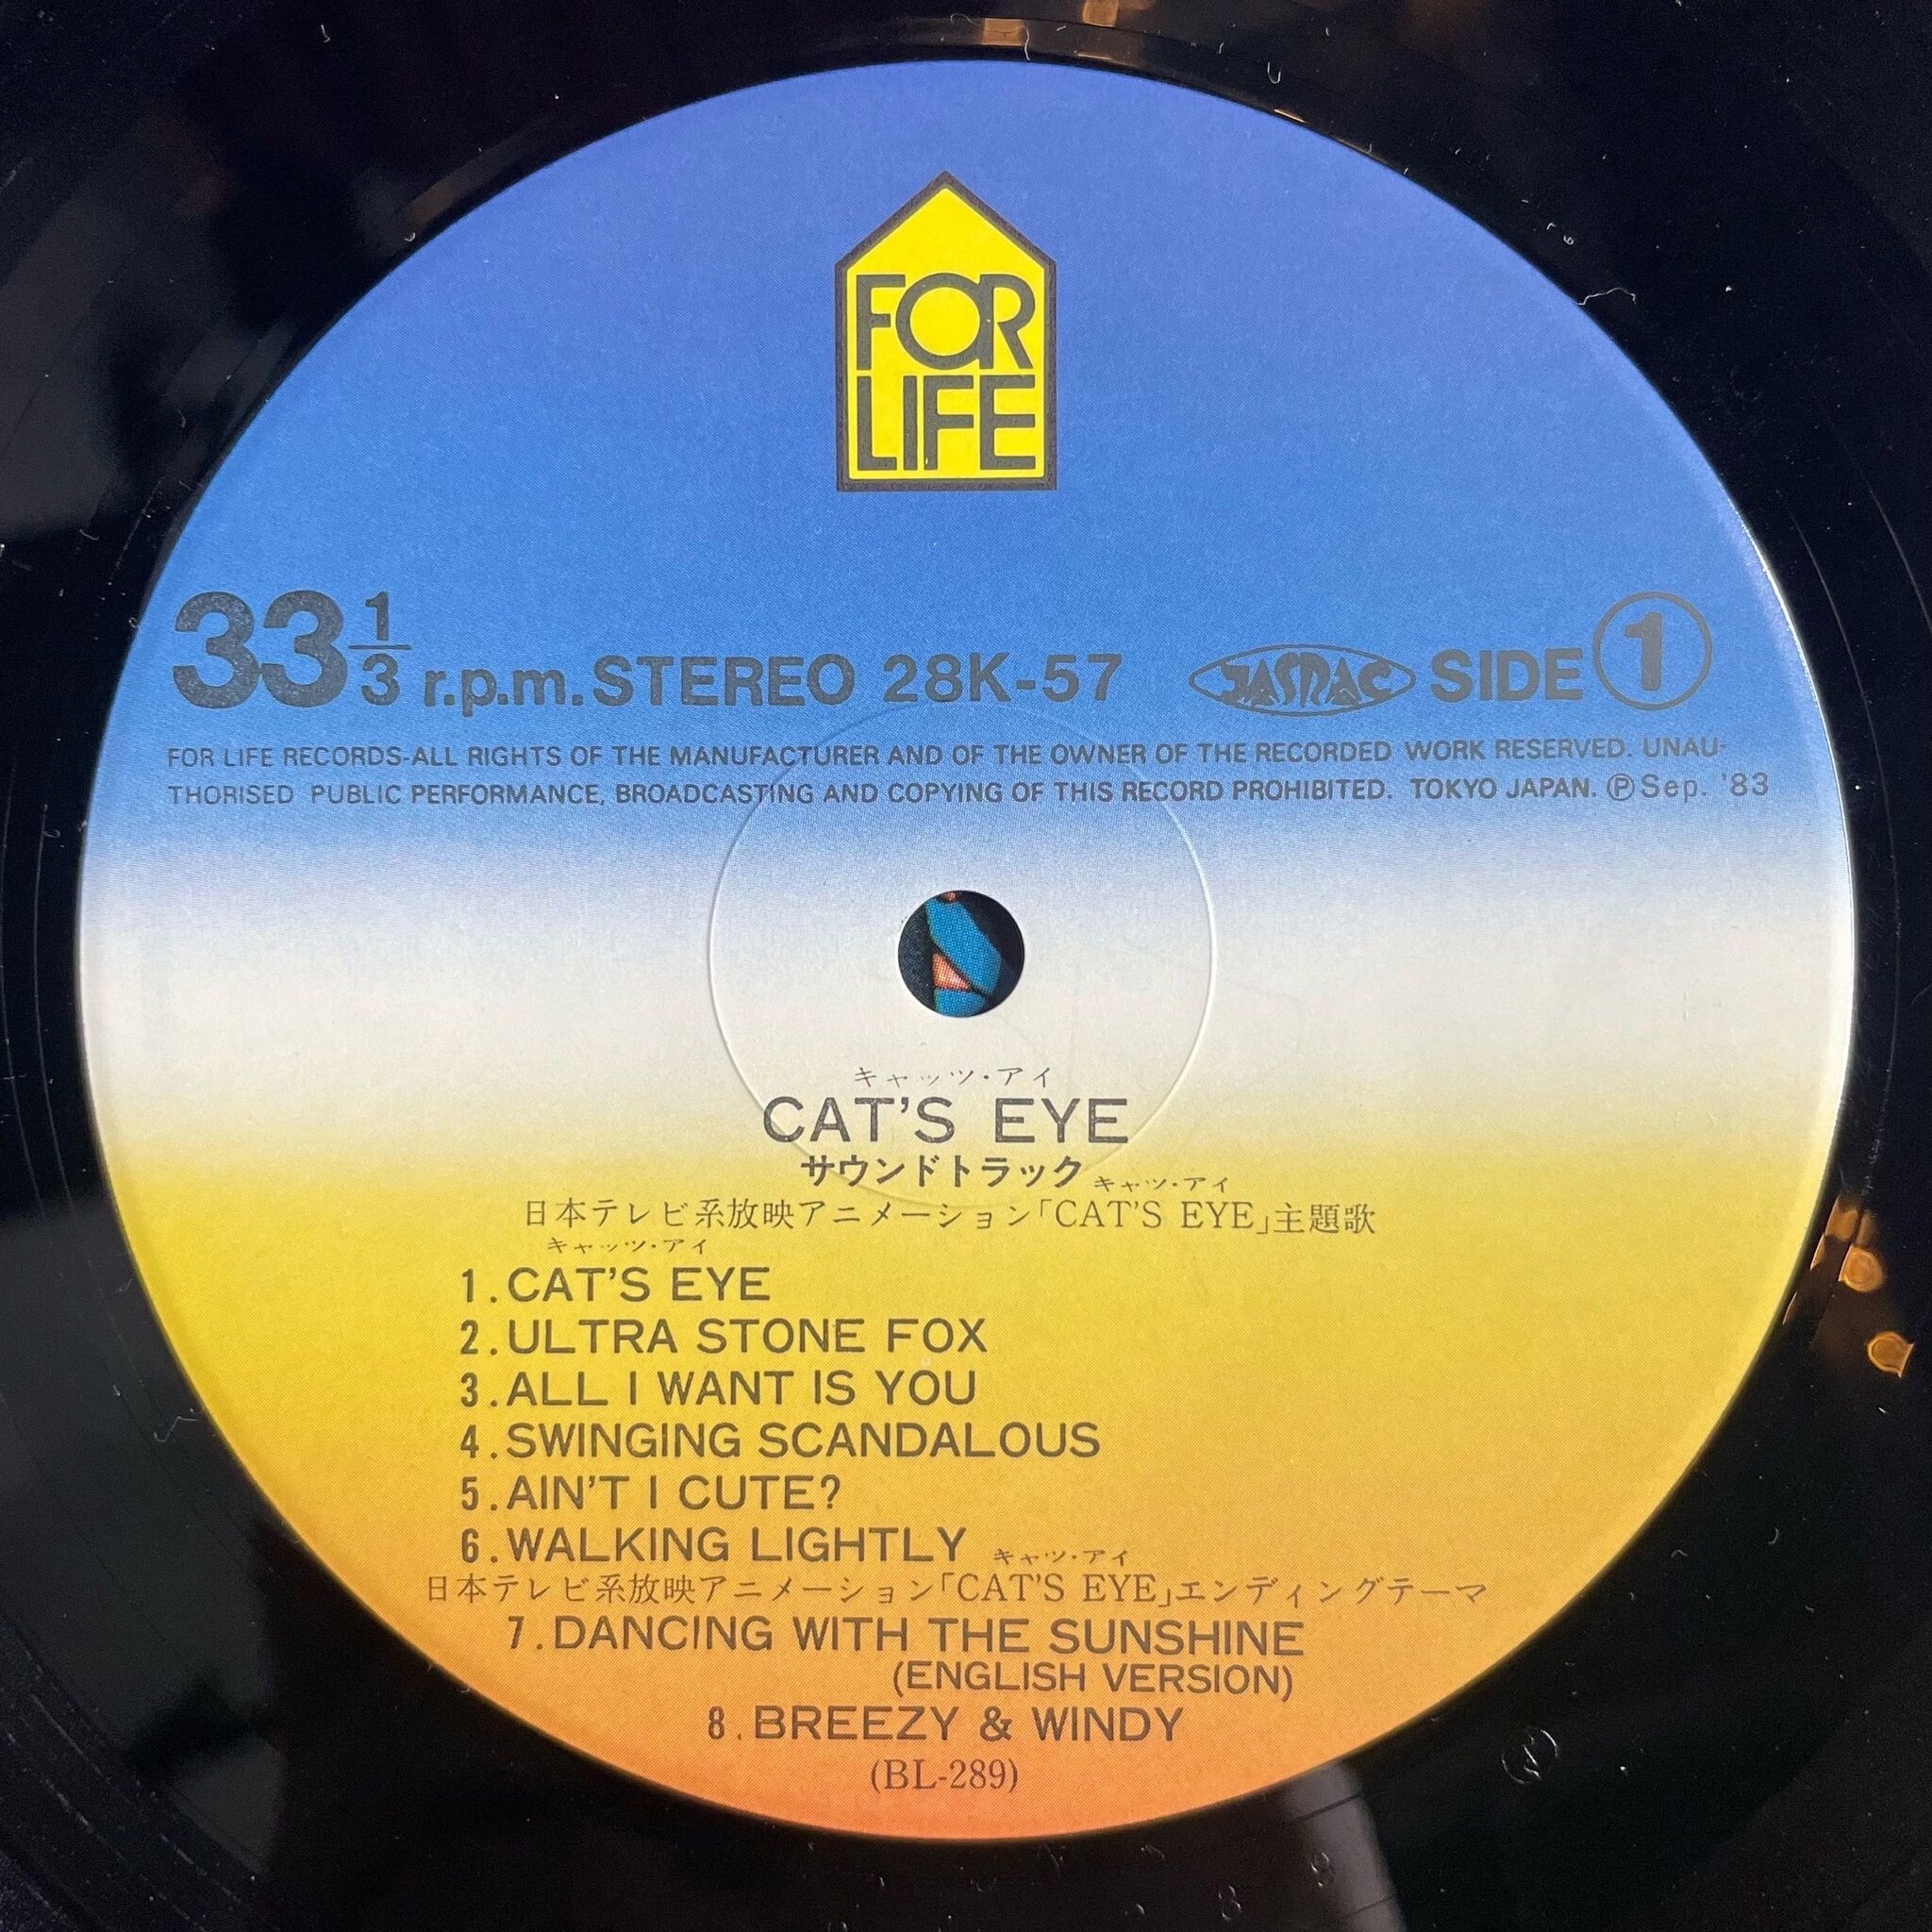 FOR
LIFE
33 1/3 r.p.m. STEREO 28K-57 JASRAC SIDE 1
FOR LIFE RECORDS-ALL RIGHTS OF THE MANUFACTURER AND OF THE OWNER OF THE RECORDED WORK RESERVED. UNAU-
THORISED PUBLIC PERFORMANCE, BROADCASTING AND COPYING OF THIS RECORD PROHIBITED. TOKYO JAPAN. ℗ Sep. '83
キャッツ・アイ
CAT'S EYE
サウンドトラック
キャッツ・アイ
日本テレビ系放映アニメーション「CAT'S EYE」主題歌
キャッツ・アイ
1. CAT'S EYE
2. ULTRA STONE FOX
3. ALL I WANT IS YOU
4. SWINGING SCANDALOUS
5. AIN'T I CUTE?
6. WALKING LIGHTLY
キャッツ・アイ
日本テレビ系放映アニメーション「CAT'S EYE」エンディングテーマ
7. DANCING WITH THE SUNSHINE
(ENGLISH VERSION)
8. BREEZY & WINDY
(BL-289)